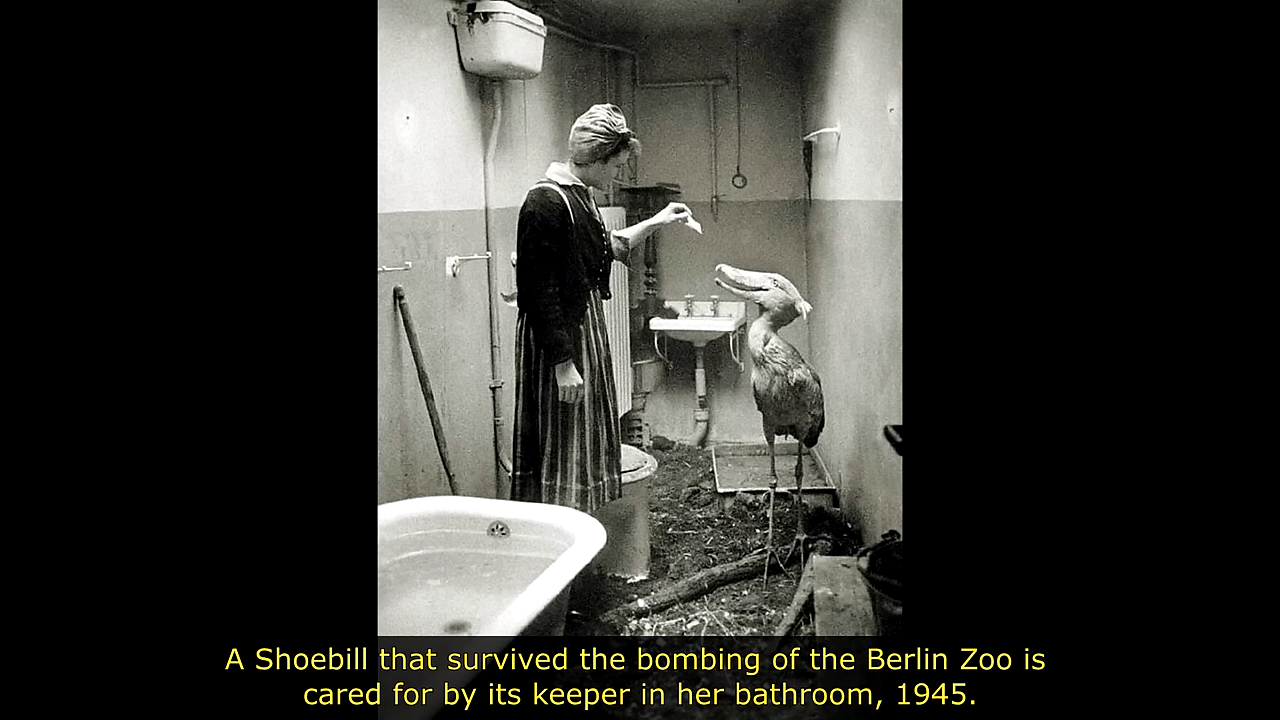 A Shoebill that survived the bombing of the Berlin Zoo is
cared for by its keeper in her bathroom, 1945.